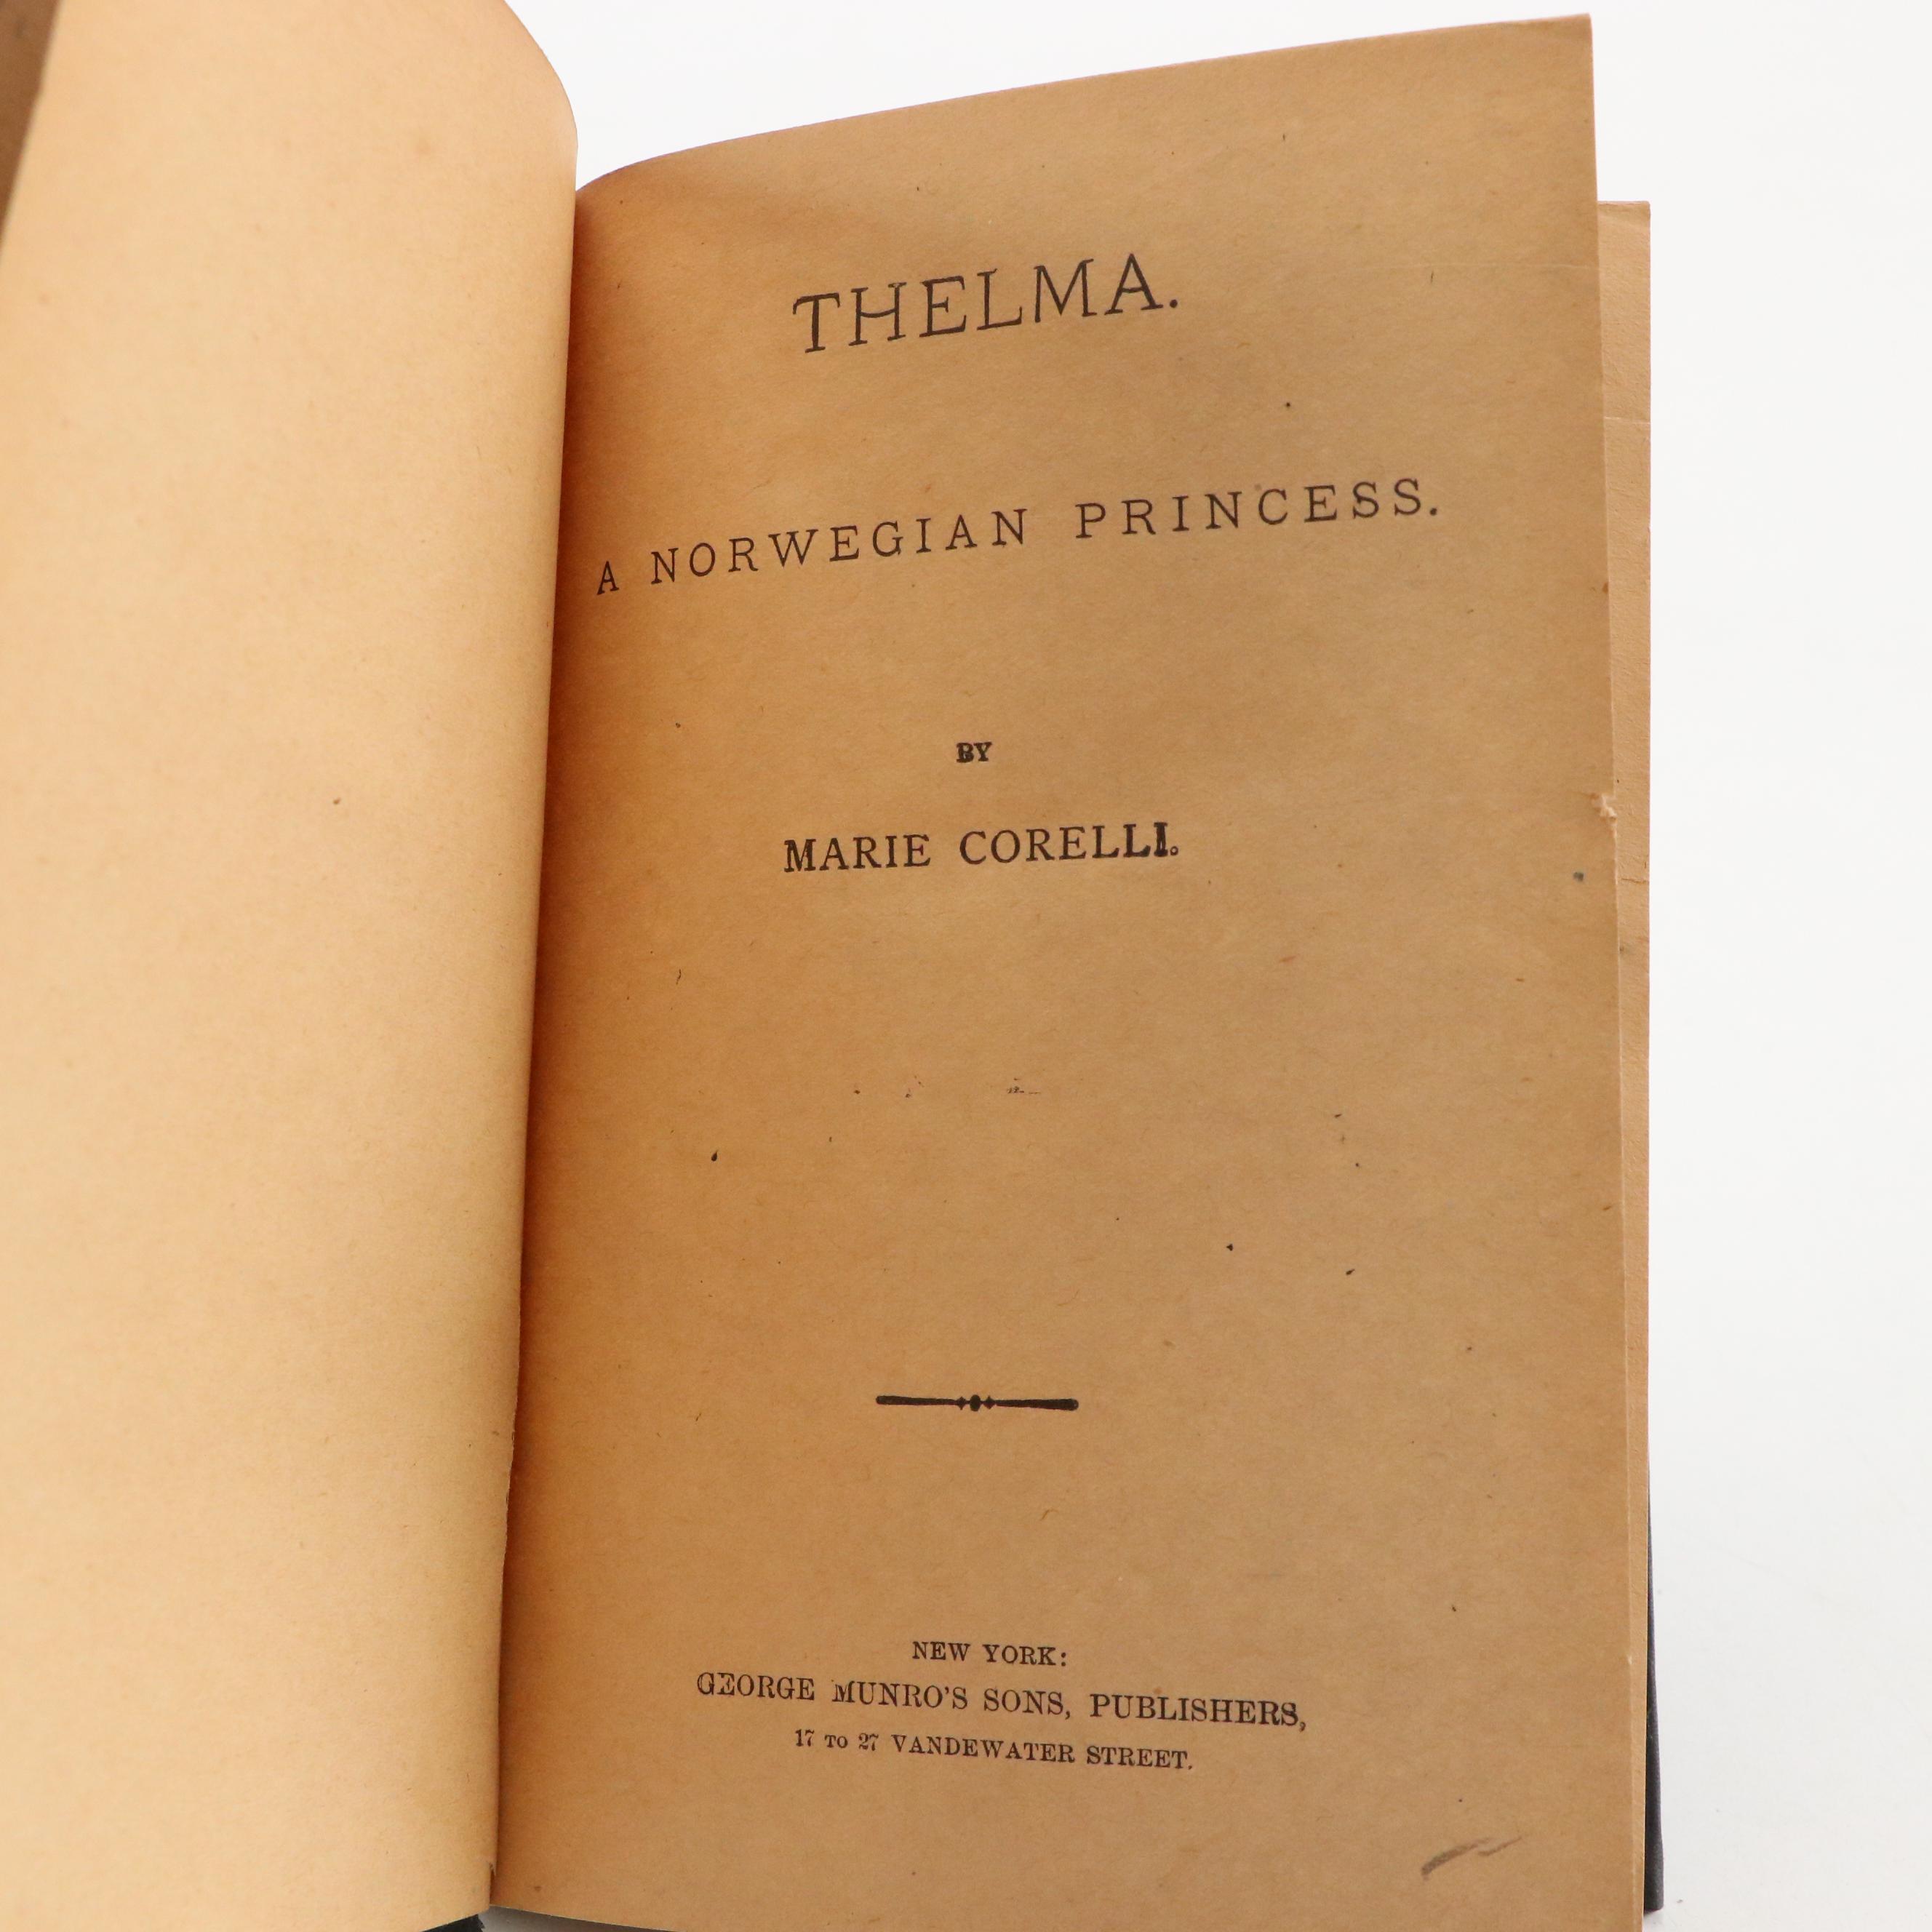 THELMA.
A NORWEGIAN PRINCESS.
BY
MARIE CORELLI.
NEW YORK:
GEORGE MUNRO'S SONS, PUBLISHERS,
17 TO 27 VANDEWATER STREET.